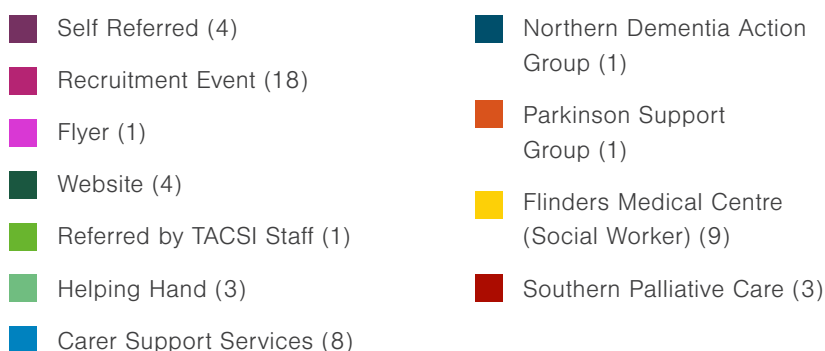 Self Referred (4)
Recruitment Event (18)
Flyer (1)
Website (4)
Referred by TACSI Staff (1)
Helping Hand (3)
Carer Support Services (8)
Northern Dementia Action
Group (1)
Parkinson Support
Group (1)
Flinders Medical Centre
(Social Worker) (9)
Southern Palliative Care (3)